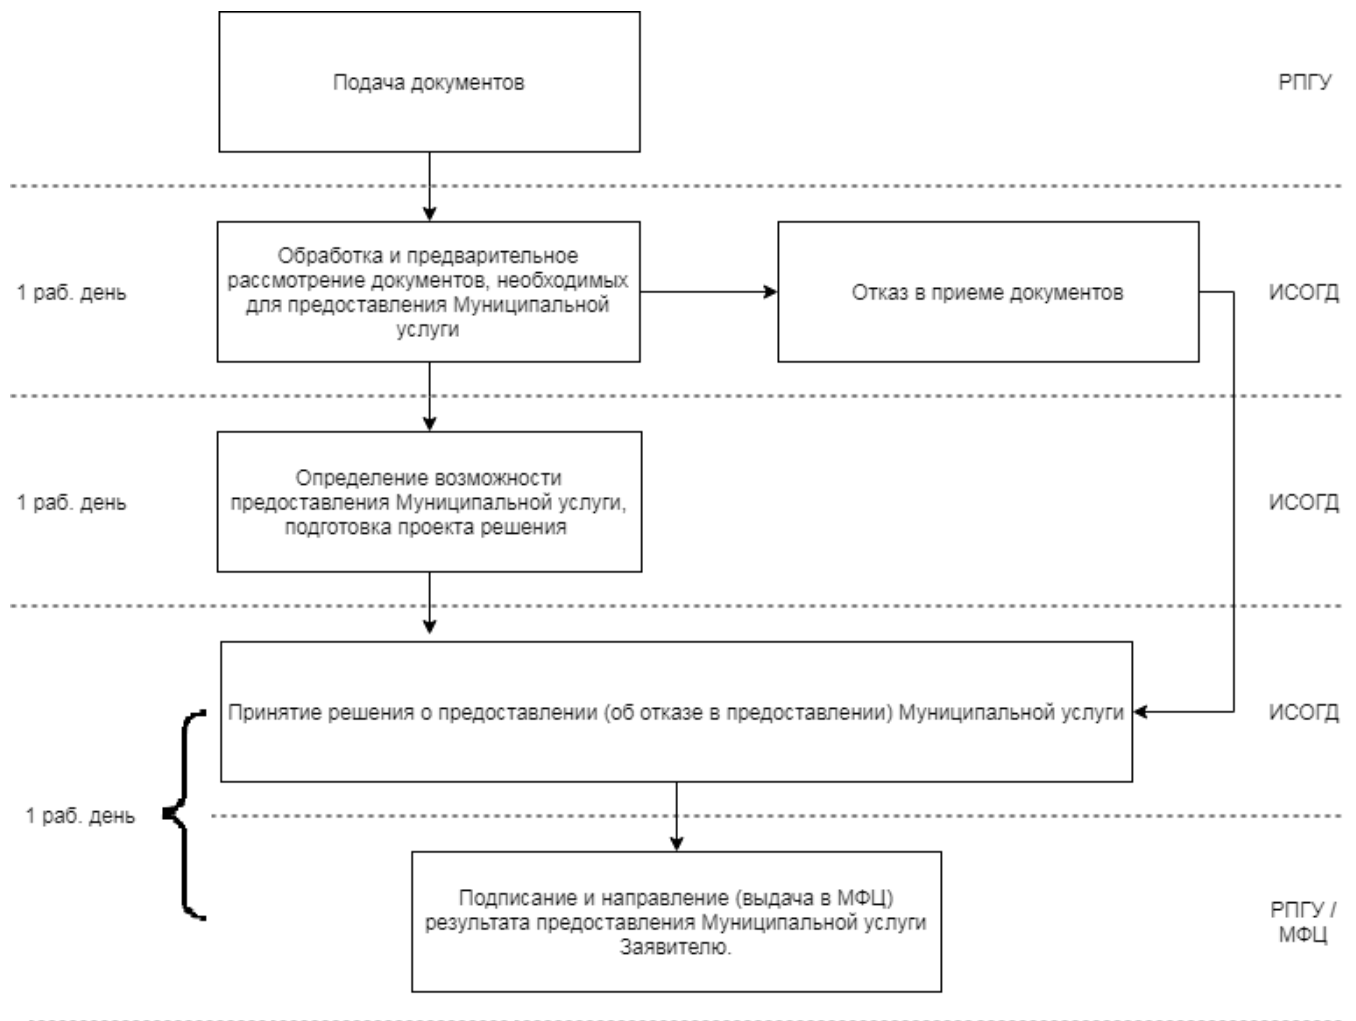 Подача документов
РПГУ
1 раб. день
Обработка и предварительное
рассмотрение документов, необходимых
для предоставления Муниципальной
услуги
Отказ в приеме документов
ИСОГД
1 раб. день
Определение возможности
предоставления Муниципальной услуги,
подготовка проекта решения
ИСОГД
Принятие решения о предоставлении (об отказе в предоставлении) Муниципальной услуги
ИСОГД
1 раб. день
Подписание и направление (выдача в МФЦ)
результата предоставления Муниципальной услуги
Заявителю.
РПГУ /
МФЦ